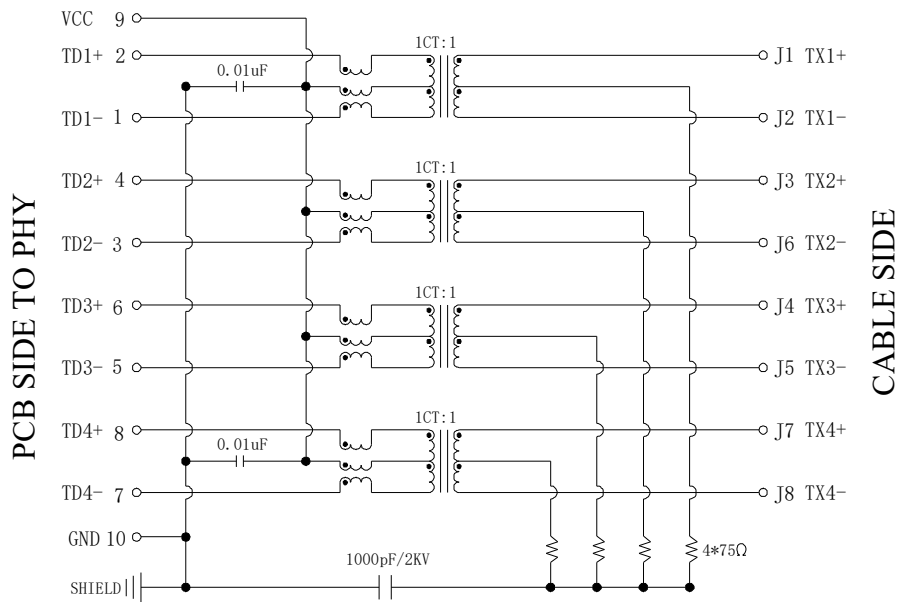 VCC 9
TD1+ 2
1CT:1
J1 TX1+
0.01uF
TD1- 1
J2 TX1-
TD2+ 4
1CT:1
J3 TX2+
TD2- 3
J6 TX2-
PCB SIDE TO PHY
CABLE SIDE
TD3+ 6
1CT:1
J4 TX3+
TD3- 5
J5 TX3-
TD4+ 8
1CT:1
J7 TX4+
0.01uF
TD4- 7
J8 TX4-
GND 10
1000pF/2KV
4*75Ω
SHIELD